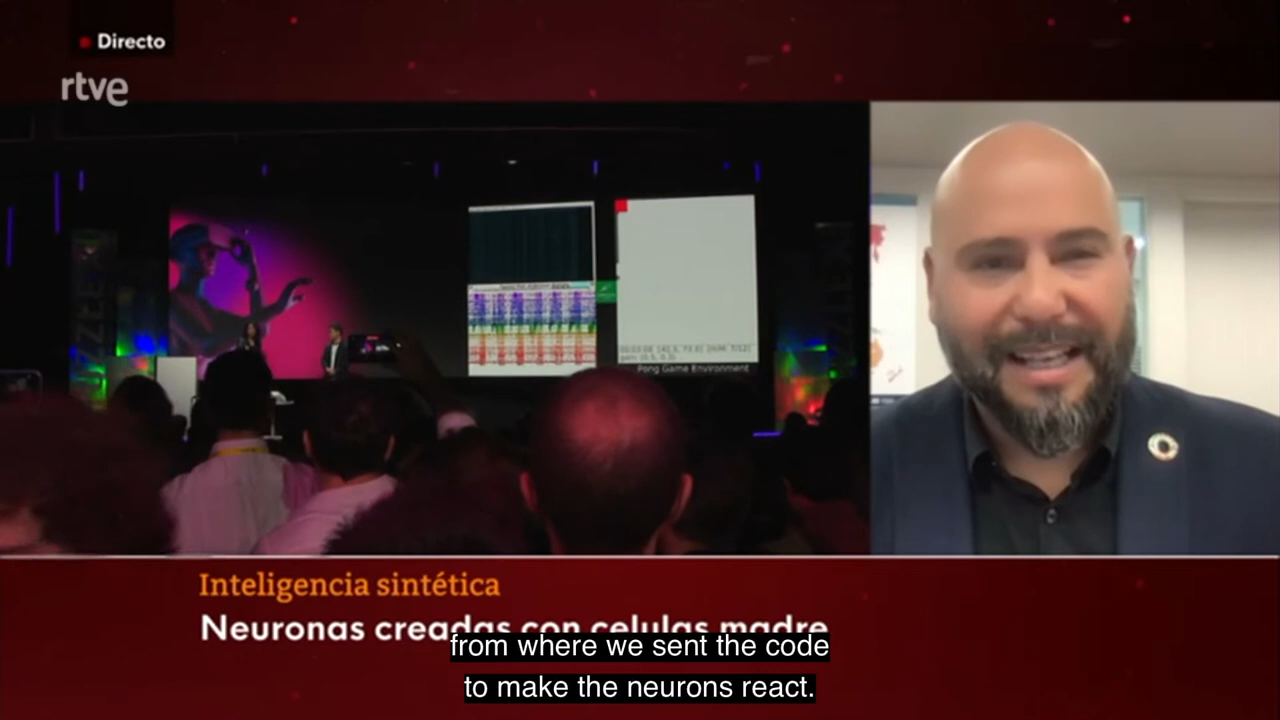 Directo
rtve
Pong Game Environment
Inteligencia sintética
Neuronas creadas con celulas madre
from where we sent the code
to make the neurons react.